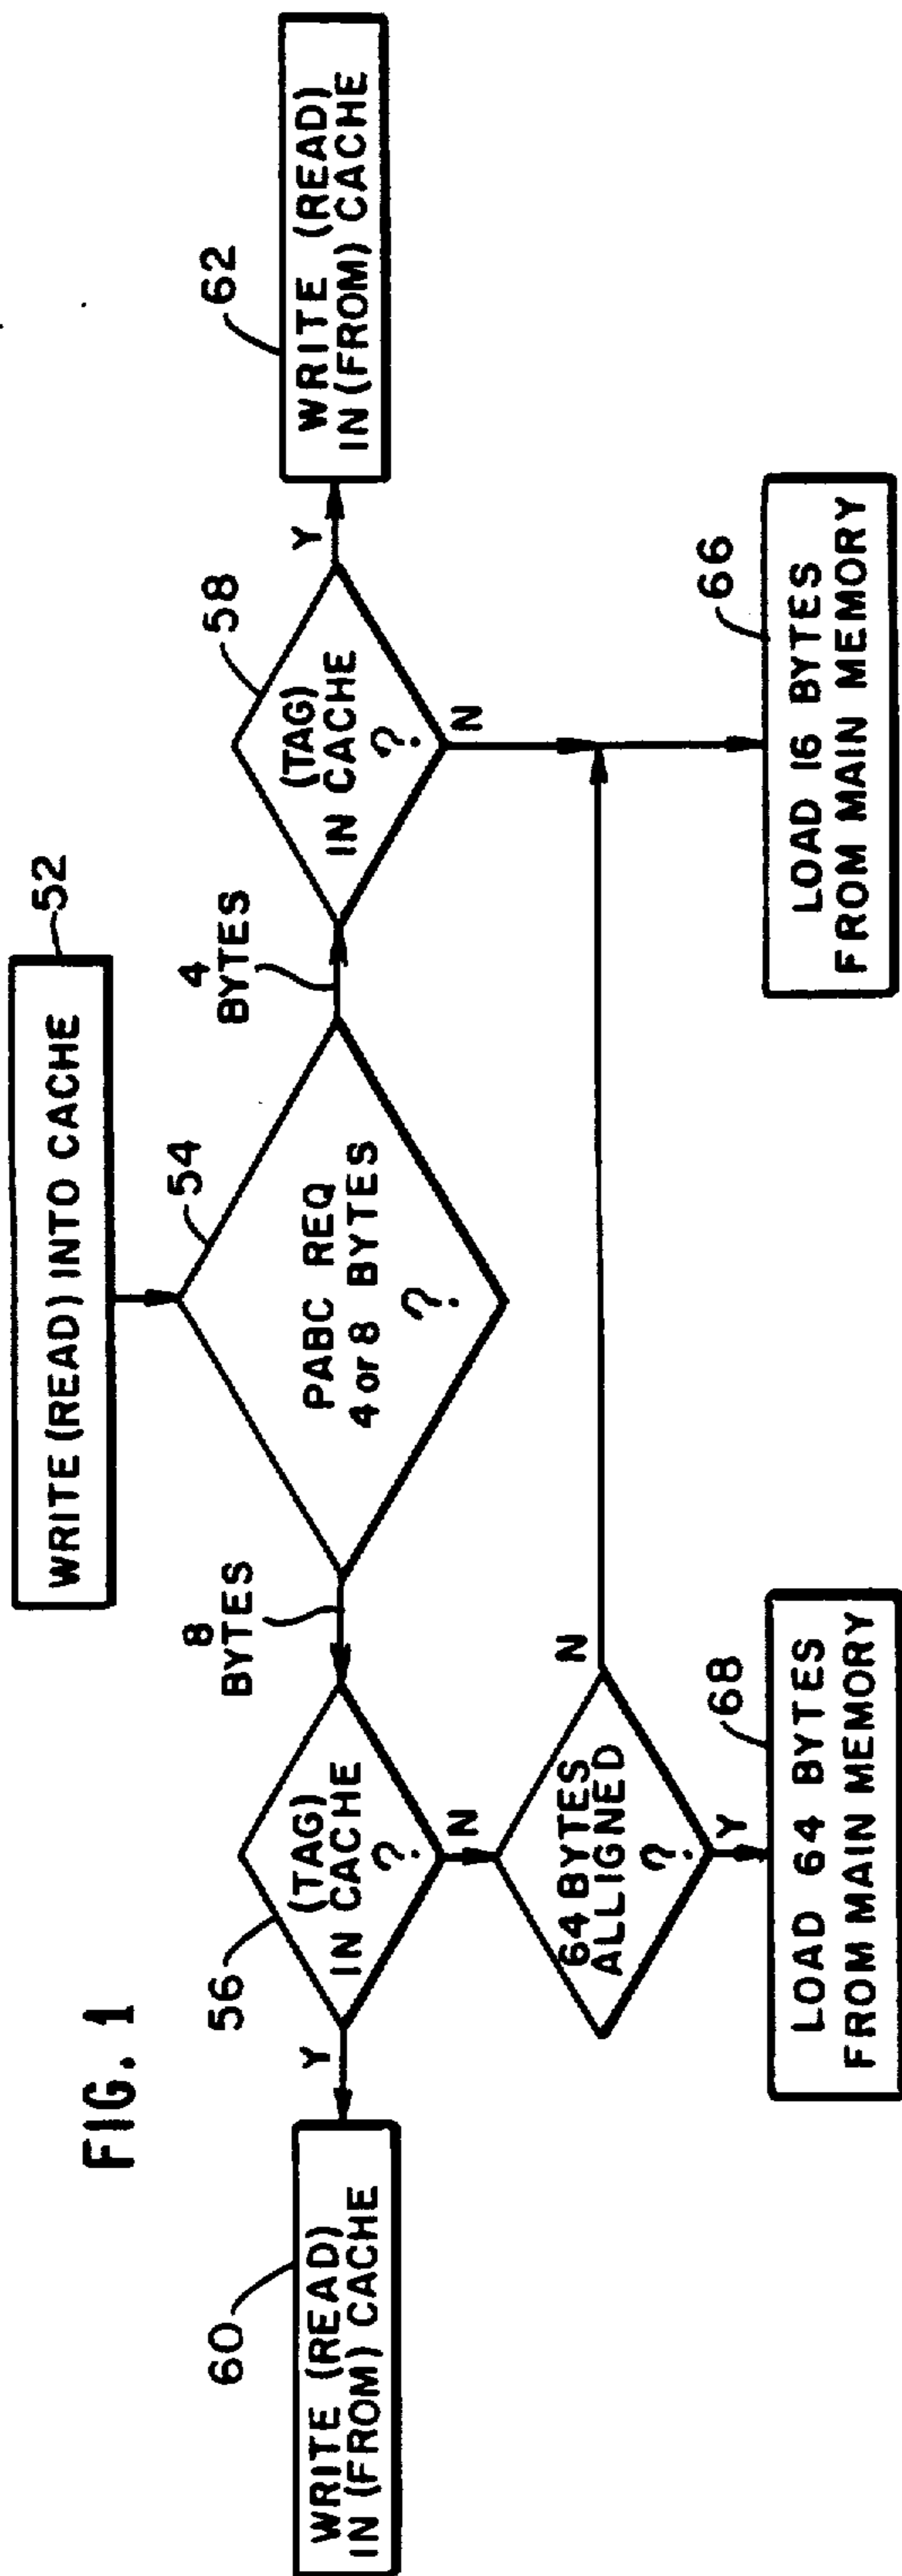 FIG. 1
WRITE (READ) INTO CACHE
52
54
PABC REQ
4 or 8 BYTES
?
8
BYTES
4
BYTES
56
(TAG)
IN CACHE
?
Y
N
58
(TAG)
IN CACHE
?
Y
N
60
WRITE (READ)
IN (FROM) CACHE
62
WRITE (READ)
IN (FROM) CACHE
64 BYTES
ALLIGNED
?
N
Y
68
LOAD 64 BYTES
FROM MAIN MEMORY
66
LOAD 16 BYTES
FROM MAIN MEMORY